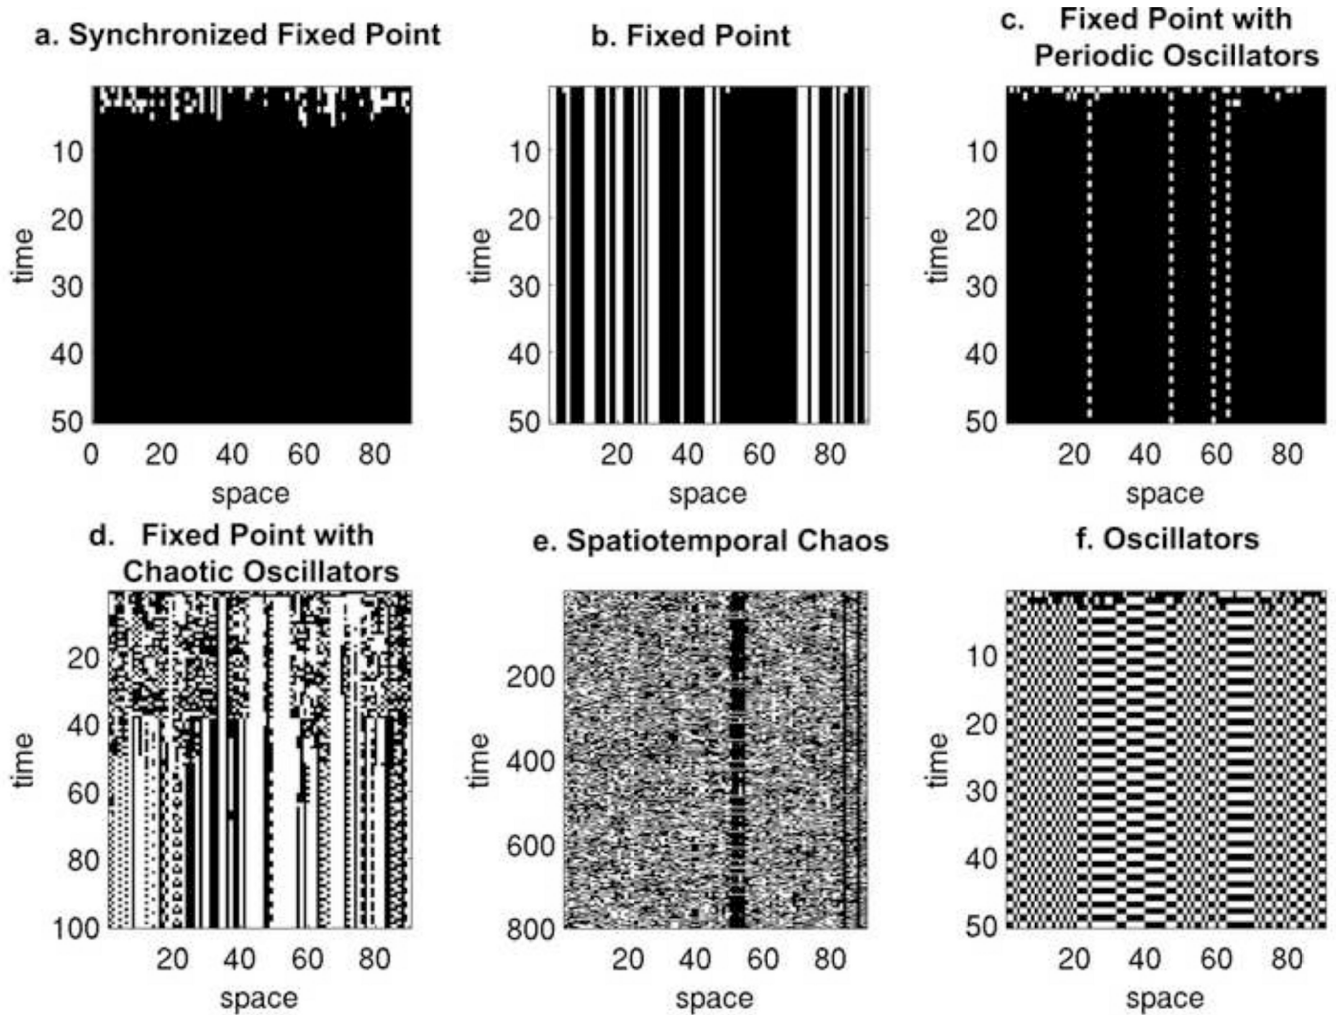 a. Synchronized Fixed Point
10
20
30
40
50
time
0 20 40 60 80
space
b. Fixed Point
10
20
30
40
50
time
20 40 60 80
space
c. Fixed Point with
Periodic Oscillators
10
20
30
40
50
time
20 40 60 80
space
d. Fixed Point with
Chaotic Oscillators
20
40
60
80
100
time
20 40 60 80
space
e. Spatiotemporal Chaos
200
400
600
800
time
20 40 60 80
space
f. Oscillators
10
20
30
40
50
time
20 40 60 80
space